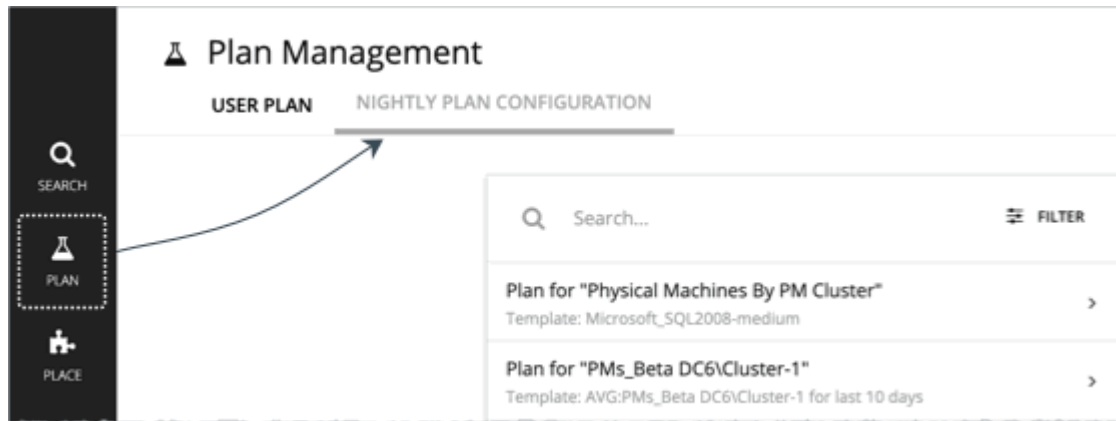 Plan Management
USER PLAN
NIGHTLY PLAN CONFIGURATION
SEARCH
PLAN
PLACE
Search...
FILTER
Plan for "Physical Machines By PM Cluster"
Template: Microsoft_SQL2008-medium
Plan for "PMs_Beta DC6\Cluster-1"
Template: AVG:PMs_Beta DC6\Cluster-1 for last 10 days